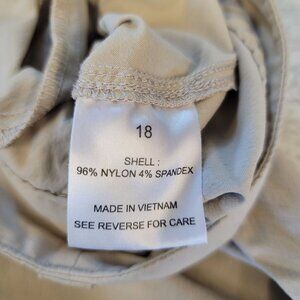 18
SHELL :
96% NYLON 4% SPANDEX
MADE IN VIETNAM
SEE REVERSE FOR CARE